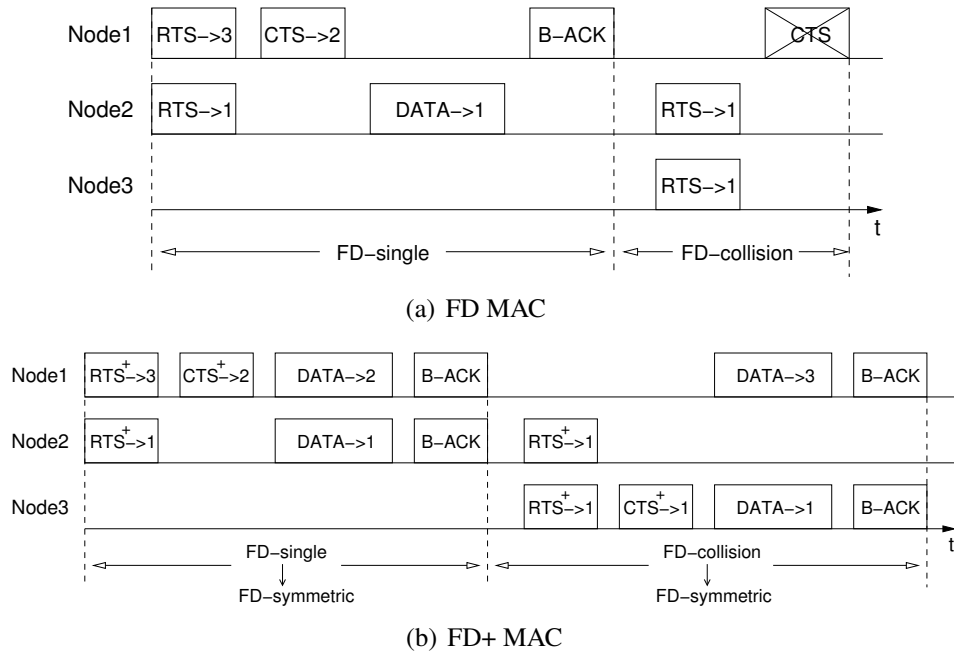 Node1 RTS->3 CTS->2 B-ACK CTS
Node2 RTS->1 DATA->1 RTS->1
Node3 RTS->1
t
FD-single FD-collision
(a) FD MAC
Node1 RTS+->3 CTS+->2 DATA->2 B-ACK DATA->3 B-ACK
Node2 RTS+->1 DATA->1 B-ACK RTS+->1
Node3 RTS+->1 CTS+->1 DATA->1 B-ACK
t
FD-single FD-collision
FD-symmetric FD-symmetric
(b) FD+ MAC